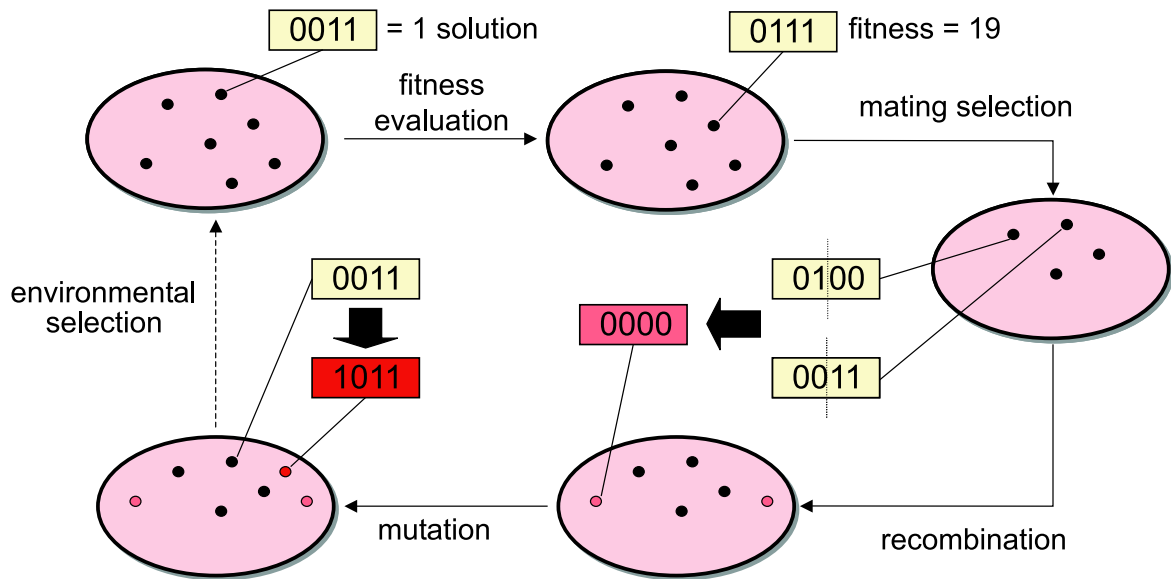 0011 = 1 solution
0111 fitness = 19
fitness
evaluation
mating selection
0100
0011
0000
recombination
mutation
0011
1011
environmental
selection